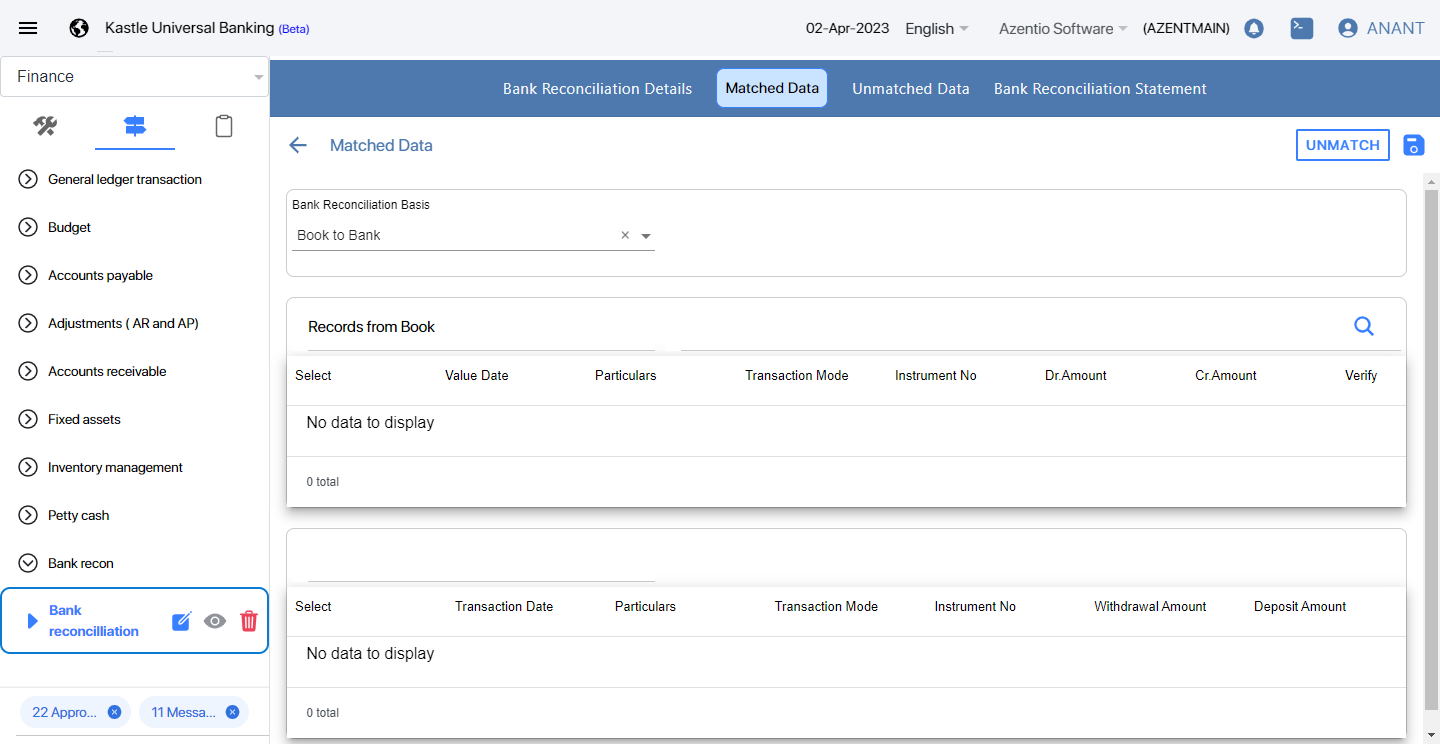 Kastle Universal Banking (Beta)
02-Apr-2023 English Azentio Software (AZENTMAIN) ANANT
Finance
General ledger transaction
Budget
Accounts payable
Adjustments ( AR and AP)
Accounts receivable
Fixed assets
Inventory management
Petty cash
Bank recon
Bank
reconcilliation
22 Appro... 11 Messa...
Bank Reconciliation Details Matched Data Unmatched Data Bank Reconciliation Statement
Matched Data UNMATCH
Bank Reconciliation Basis
Book to Bank
Records from Book
Select Value Date Particulars Transaction Mode Instrument No Dr.Amount Cr.Amount Verify
No data to display
0 total
Select Transaction Date Particulars Transaction Mode Instrument No Withdrawal Amount Deposit Amount
No data to display
0 total